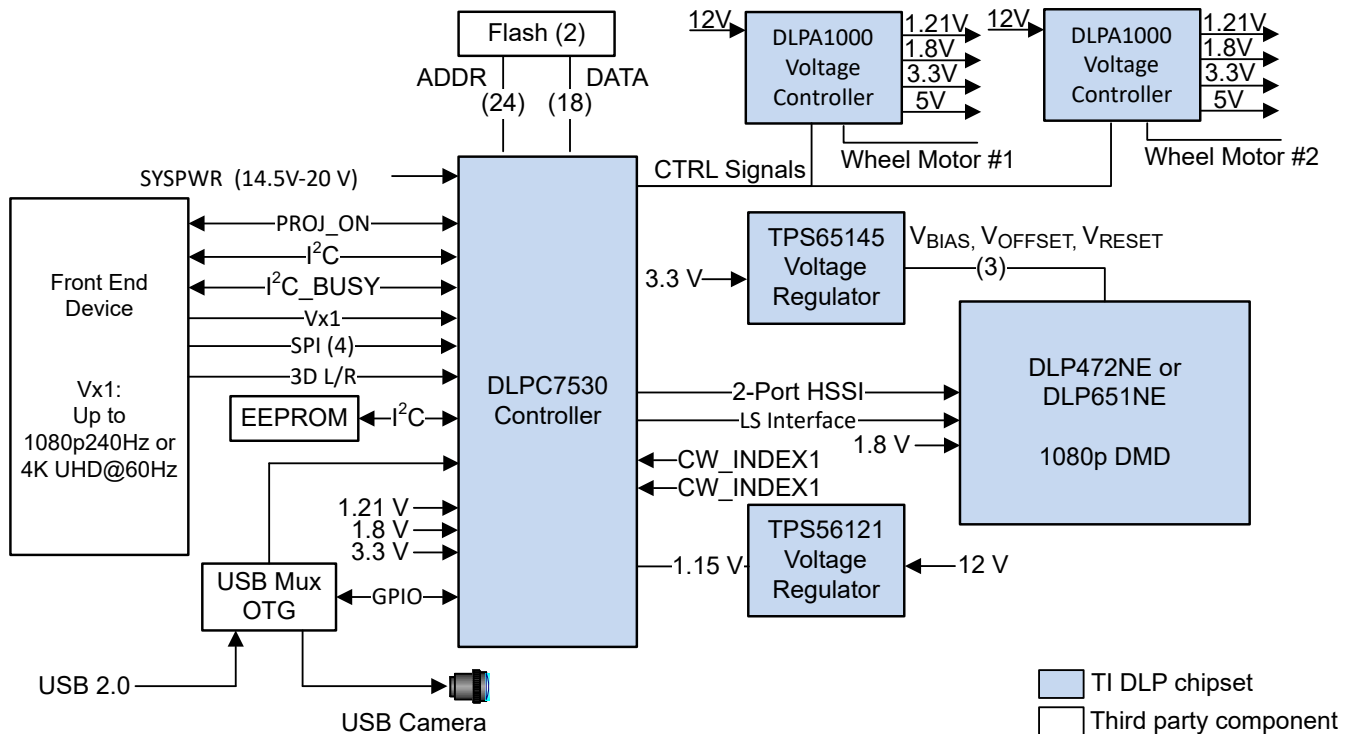 Flash (2)
ADDR
(24)
DATA
(18)
12V
DLPA1000
Voltage
Controller
1.21V
1.8V
3.3V
5V
Wheel Motor #1
12V
DLPA1000
Voltage
Controller
1.21V
1.8V
3.3V
5V
Wheel Motor #2
CTRL Signals
SYSPWR (14.5V-20 V)
Front End
Device
Vx1:
Up to
1080p240Hz or
4K UHD@60Hz
PROJ_ON
I²C
I²C_BUSY
Vx1
SPI (4)
3D L/R
EEPROM
I²C
1.21 V
1.8 V
3.3 V
USB Mux
OTG
GPIO
USB 2.0
USB Camera
DLPC7530
Controller
3.3 V
TPS65145
Voltage
Regulator
VBIAS, VOFFSET, VRESET
(3)
2-Port HSSI
LS Interface
1.8 V
DLP472NE or
DLP651NE
1080p DMD
CW_INDEX1
CW_INDEX1
1.15 V
TPS56121
Voltage
Regulator
12 V
TI DLP chipset
Third party component